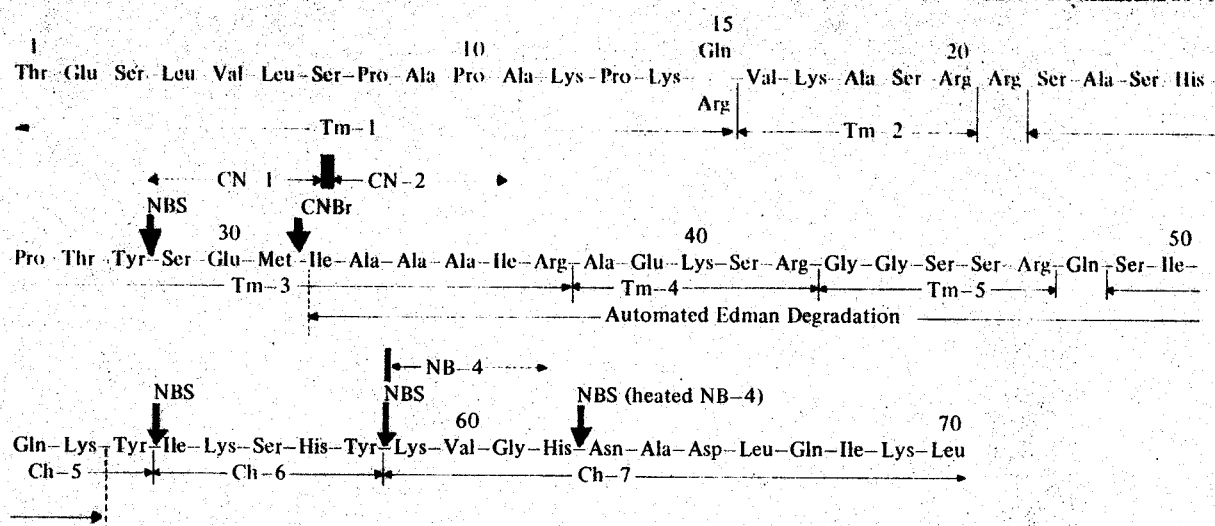 1 10 15 20
Gln
Thr Glu Ser Leu Val Leu-Ser-Pro Ala Pro Ala Lys-Pro-Lys Val-Lys Ala Ser Arg Arg Ser Ala-Ser His
Arg
Tm-1 Tm-2
CN-1 CN-2
NBS CNBr
30 40 50
Pro Thr Tyr-Ser Glu Met-Ile-Ala-Ala-Ala-Ile-Arg-Ala Glu-Lys-Ser-Arg-Gly-Gly-Ser-Ser Arg-Gln-Ser-Ile-
Tm-3 Tm-4 Tm-5
Automated Edman Degradation
NB-4
NBS NBS NBS (heated NB-4)
60 70
Gln-Lys-Tyr-Ile-Lys-Ser-His-Tyr-Lys-Val-Gly-His-Asn-Ala-Asp-Leu-Gln-Ile-Lys-Leu
Ch-5 Ch-6 Ch-7